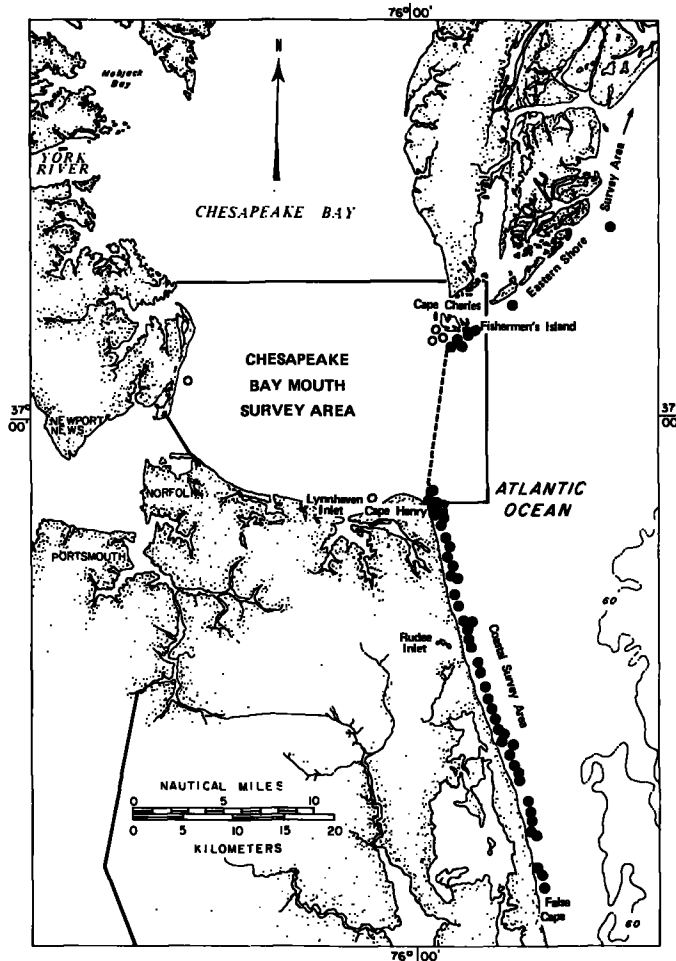 76° 00'
N
Mobjack
Bay
YORK
RIVER
CHESAPEAKE BAY
Survey Area
Eastern Shore
Cape Charles
Fishermen's Island
CHESAPEAKE
BAY MOUTH
SURVEY AREA
37°
00'
37°
00'
NEWPORT
NEWS
NORFOLK
Lynnhaven
Inlet
Cape Henry
ATLANTIC
OCEAN
PORTSMOUTH
60
Rudee
Inlet
Coastal Survey Area
NAUTICAL MILES
0 5 10
0 5 10 15 20
KILOMETERS
False
Cape
60
76° 00'